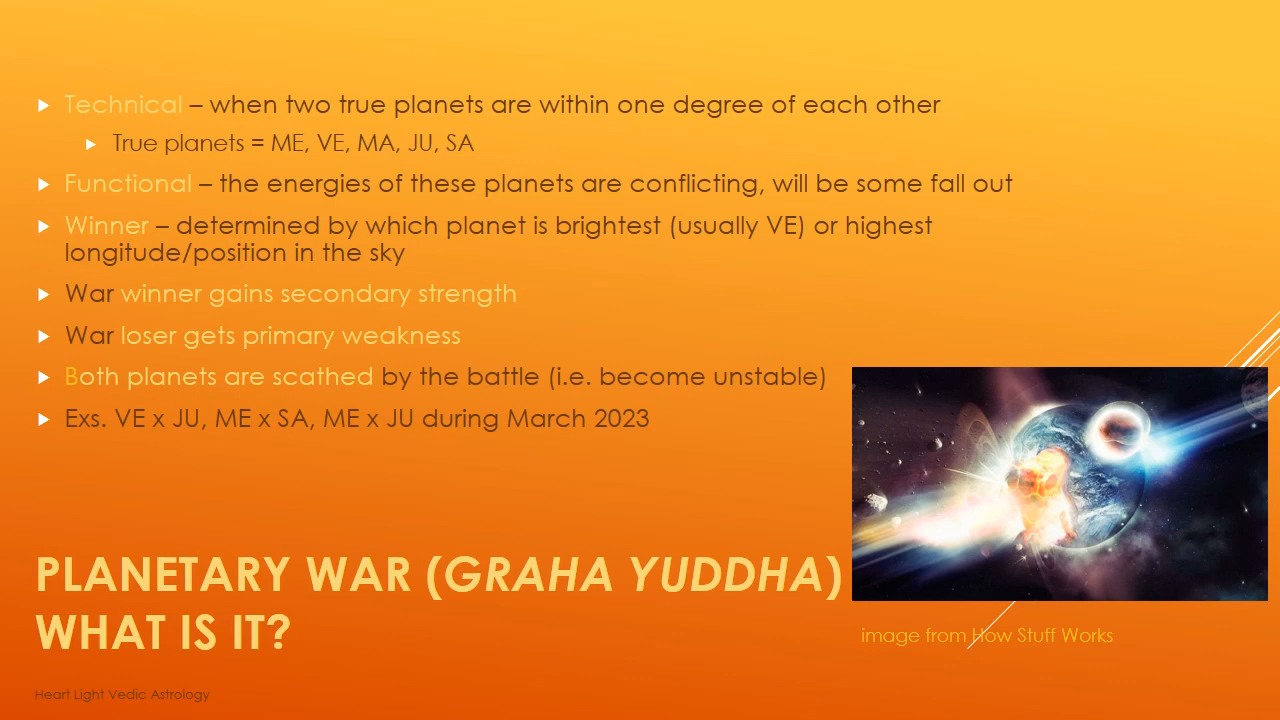 Technical – when two true planets are within one degree of each other
True planets = ME, VE, MA, JU, SA
Functional – the energies of these planets are conflicting, will be some fall out
Winner – determined by which planet is brightest (usually VE) or highest
longitude/position in the sky
War winner gains secondary strength
War loser gets primary weakness
Both planets are scathed by the battle (i.e. become unstable)
Exs. VE x JU, ME x SA, ME x JU during March 2023
PLANETARY WAR (GRAHA YUDDHA)
WHAT IS IT?
image from How Stuff Works
Heart Light Vedic Astrology